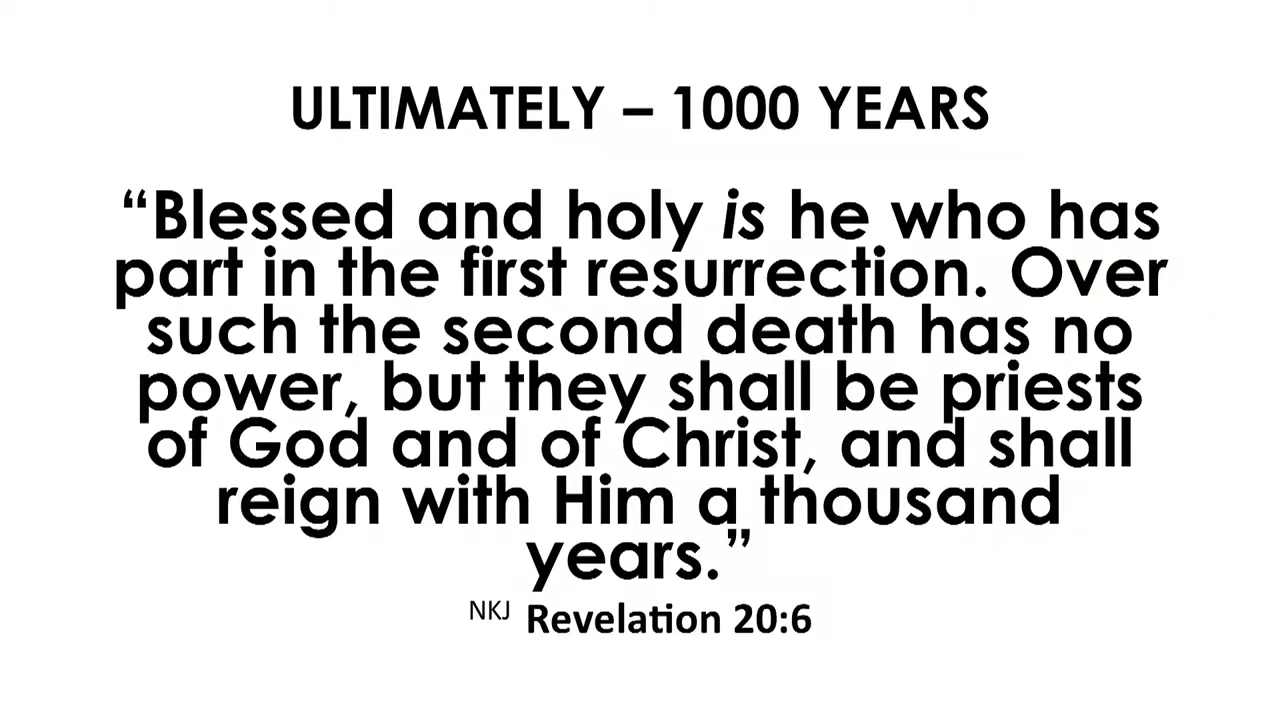 ULTIMATELY – 1000 YEARS
“Blessed and holy is he who has
part in the first resurrection. Over
such the second death has no
power, but they shall be priests
of God and of Christ, and shall
reign with Him a thousand
years.”
NKJ Revelation 20:6